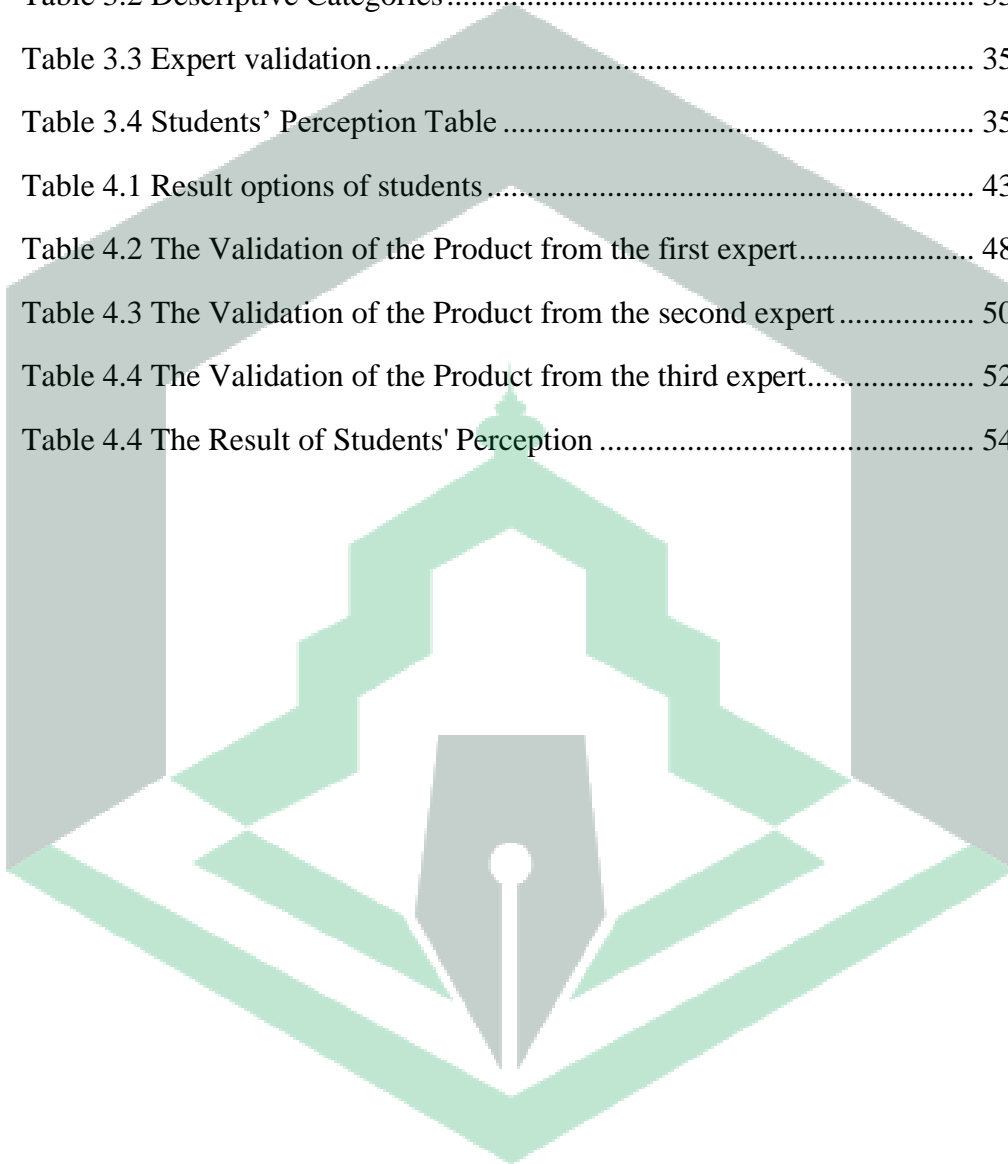 Table 3.2 Descriptive Categories........................................................ 35
Table 3.3 Expert validation................................................................. 35
Table 3.4 Students’ Perception Table................................................. 35
Table 4.1 Result options of students................................................... 43
Table 4.2 The Validation of the Product from the first expert............. 48
Table 4.3 The Validation of the Product from the second expert........ 50
Table 4.4 The Validation of the Product from the third expert............ 52
Table 4.4 The Result of Students' Perception..................................... 54